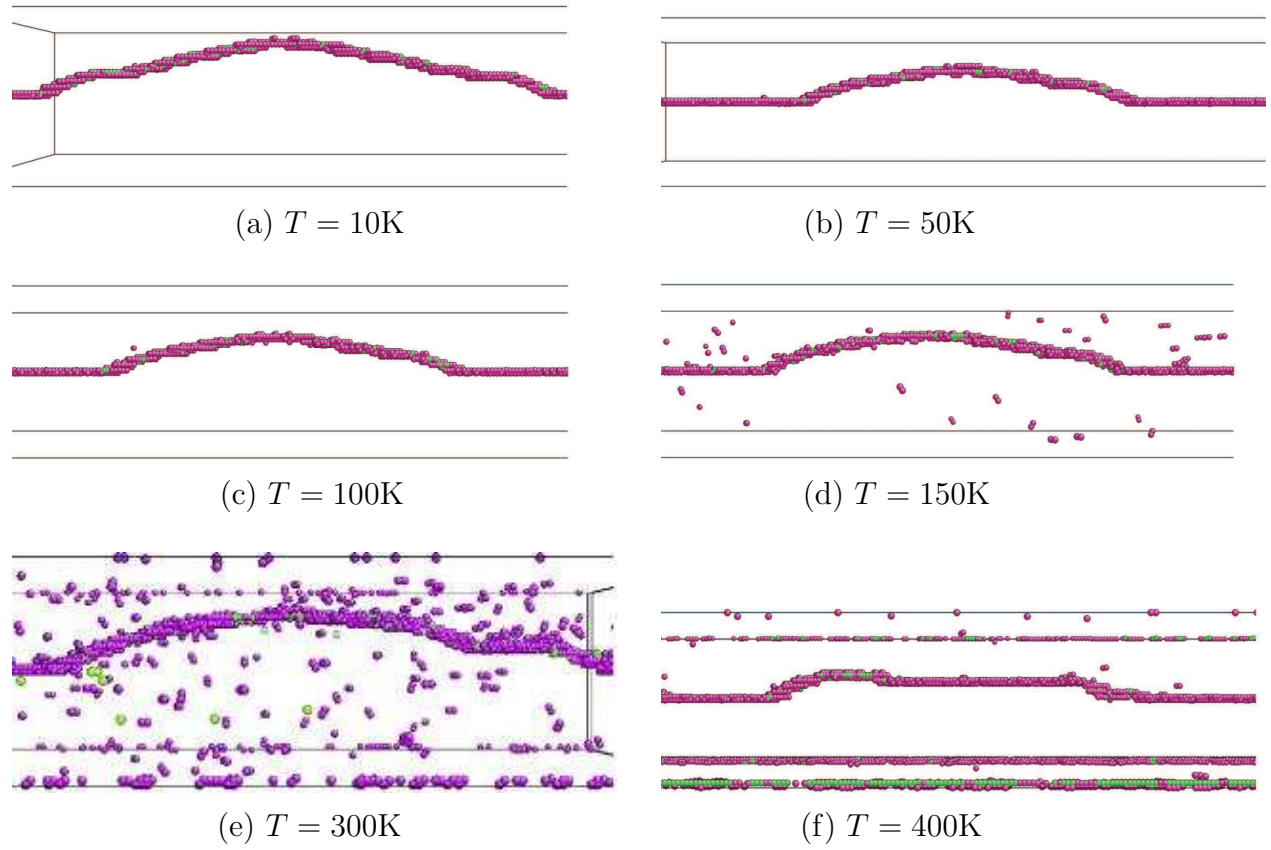 (a) T = 10K
(b) T = 50K
(c) T = 100K
(d) T = 150K
(e) T = 300K
(f) T = 400K